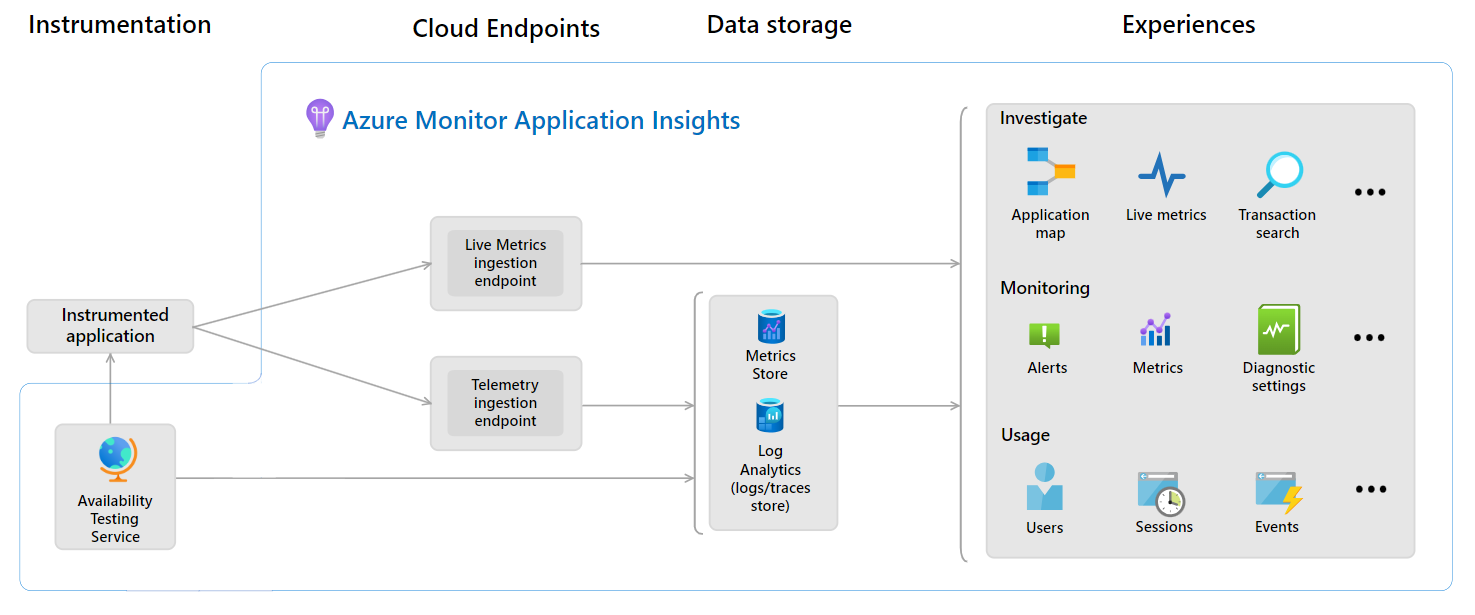 Instrumentation
Cloud Endpoints
Data storage
Experiences
Azure Monitor Application Insights
Instrumented
application
Availability
Testing
Service
Live Metrics
ingestion
endpoint
Telemetry
ingestion
endpoint
Metrics
Store
Log
Analytics
(logs/traces
store)
Investigate
Application
map
Live metrics
Transaction
search
Monitoring
Alerts
Metrics
Diagnostic
settings
Usage
Users
Sessions
Events